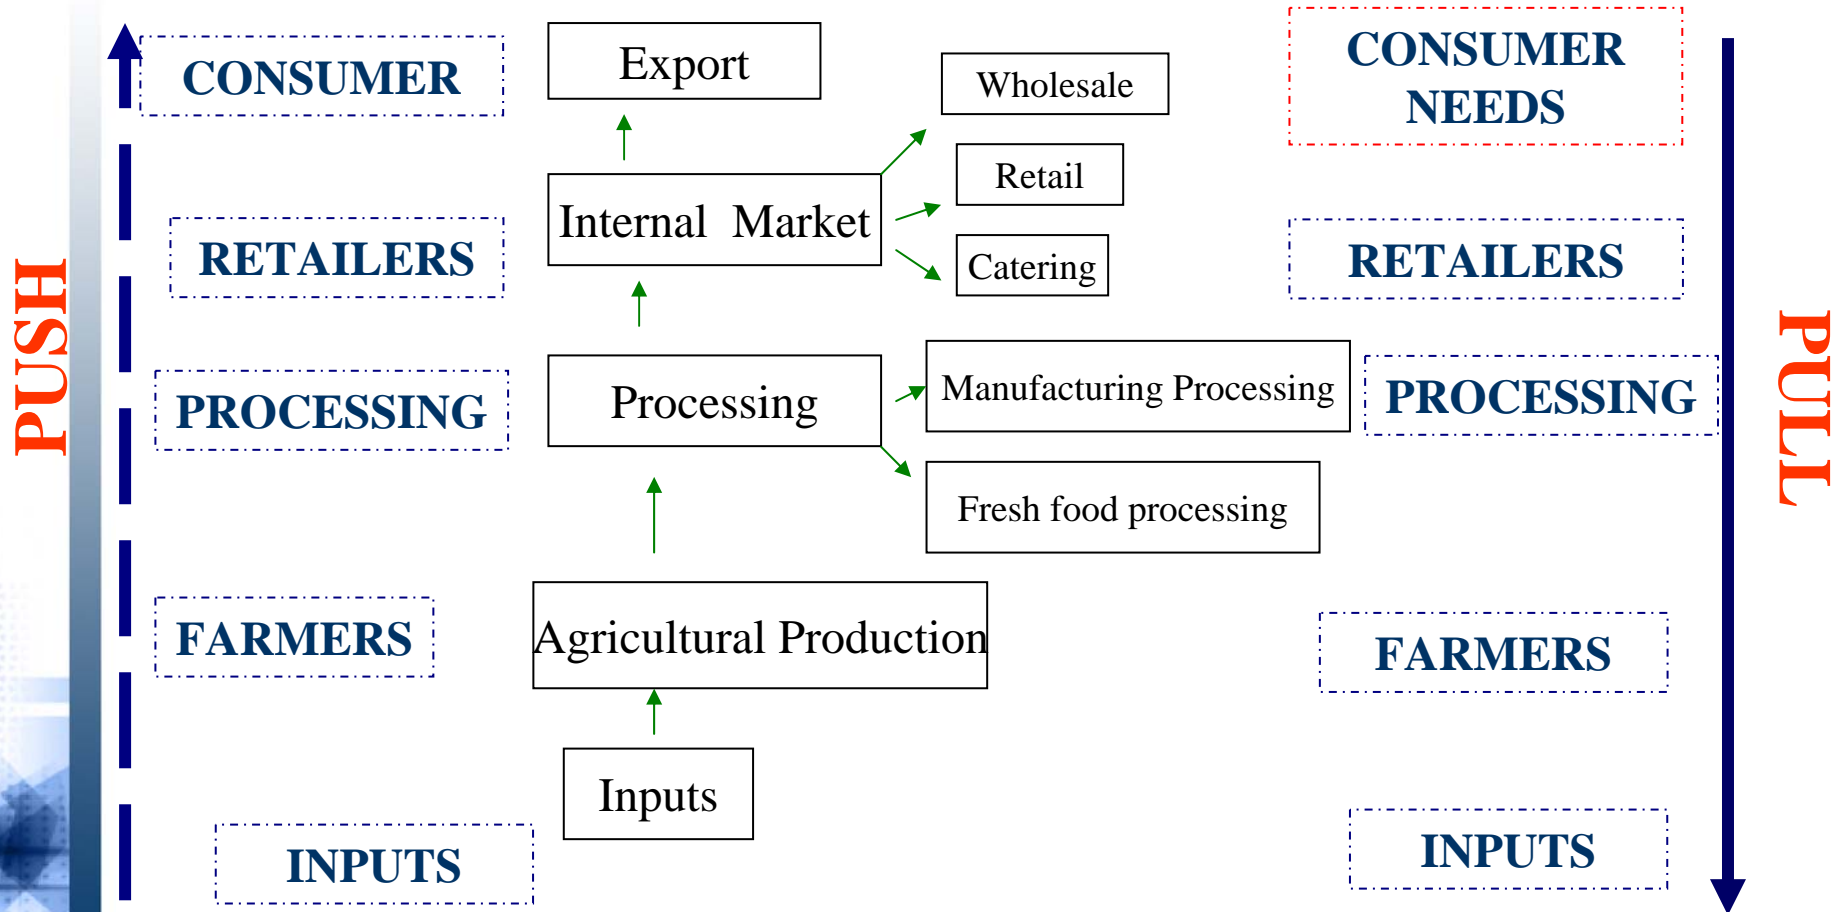 PUSH
CONSUMER
RETAILERS
PROCESSING
FARMERS
INPUTS
Export
Internal Market
Processing
Agricultural Production
Inputs
Wholesale
Retail
Catering
Manufacturing Processing
Fresh food processing
CONSUMER
NEEDS
RETAILERS
PROCESSING
FARMERS
INPUTS
PULL